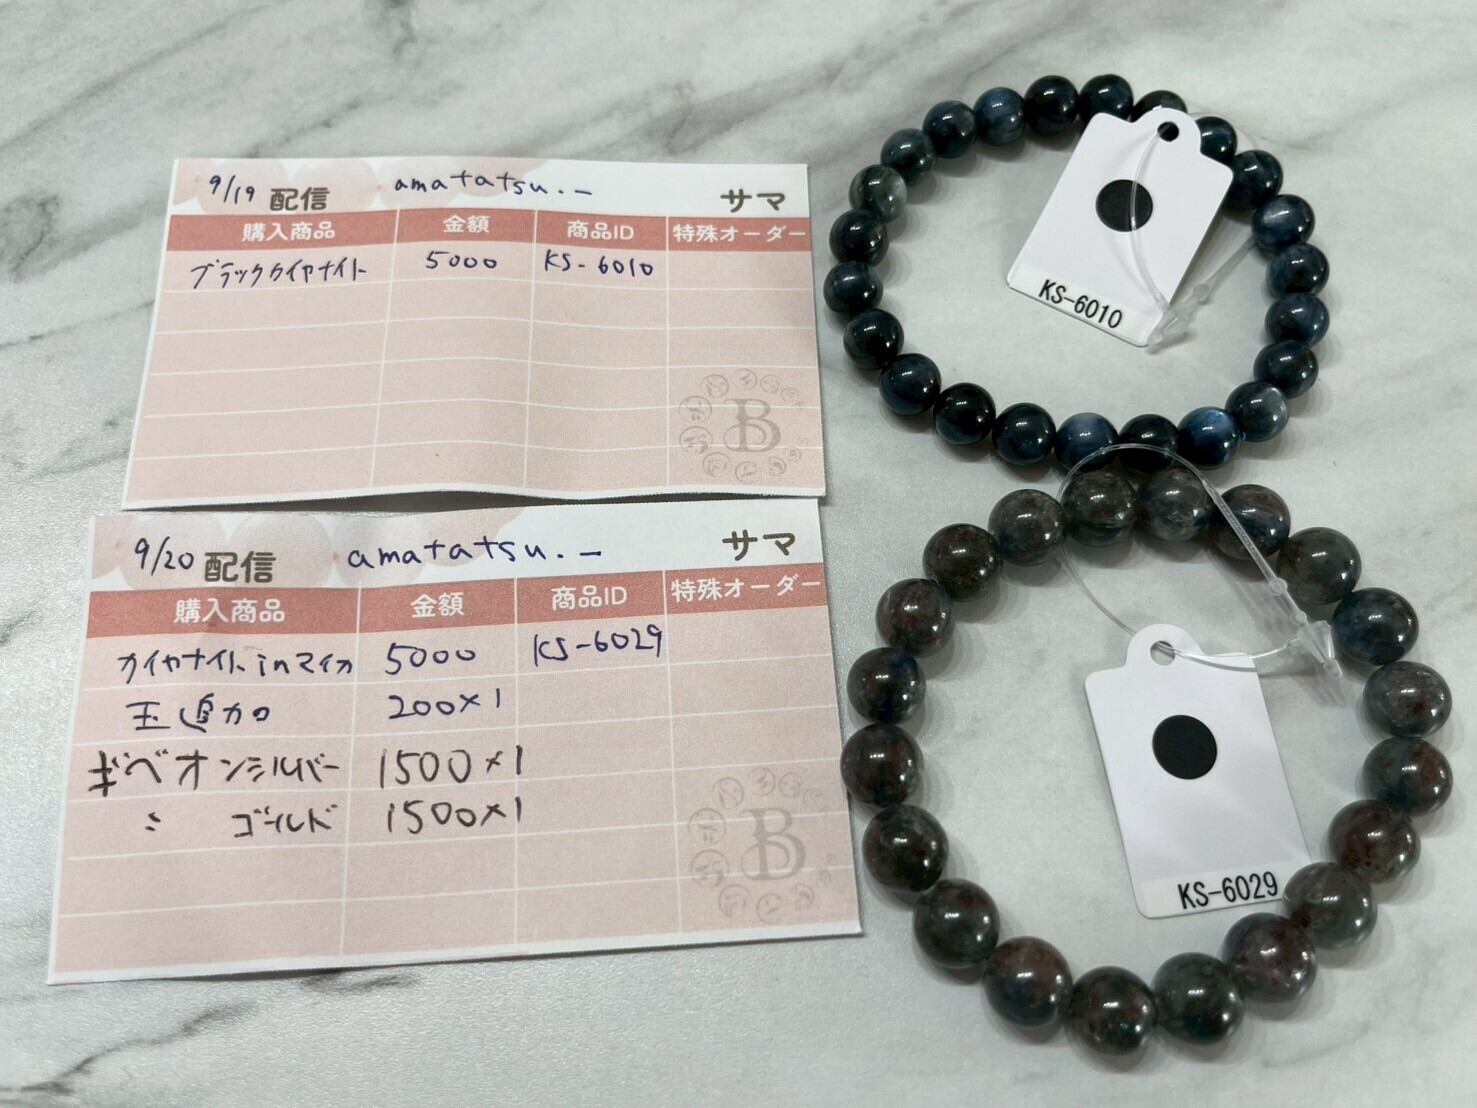 9/19 配信 amatatsu._ サマ
購入商品 金額 商品ID 特殊オーダー
ブラックカイヤナイト 5000 KS-6010
B
9/20 配信 amatatsu._ サマ
購入商品 金額 商品ID 特殊オーダー
カイヤナイトinマイカ 5000 KS-6029
玉追加 200×1
ギベオンシルバー 1500×1
〃 ゴールド 1500×1
B
KS-6010
KS-6029